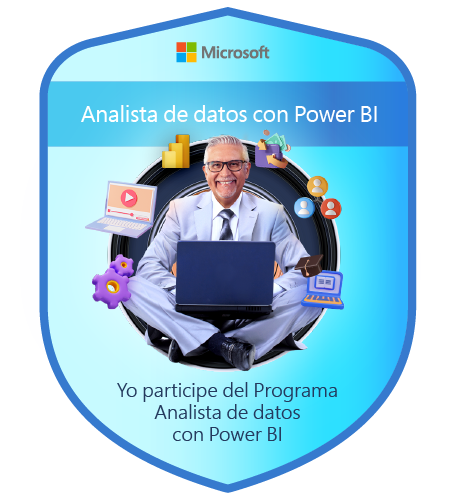 Microsoft
Analista de datos con Power BI
Yo participe del Programa
Analista de datos
con Power BI